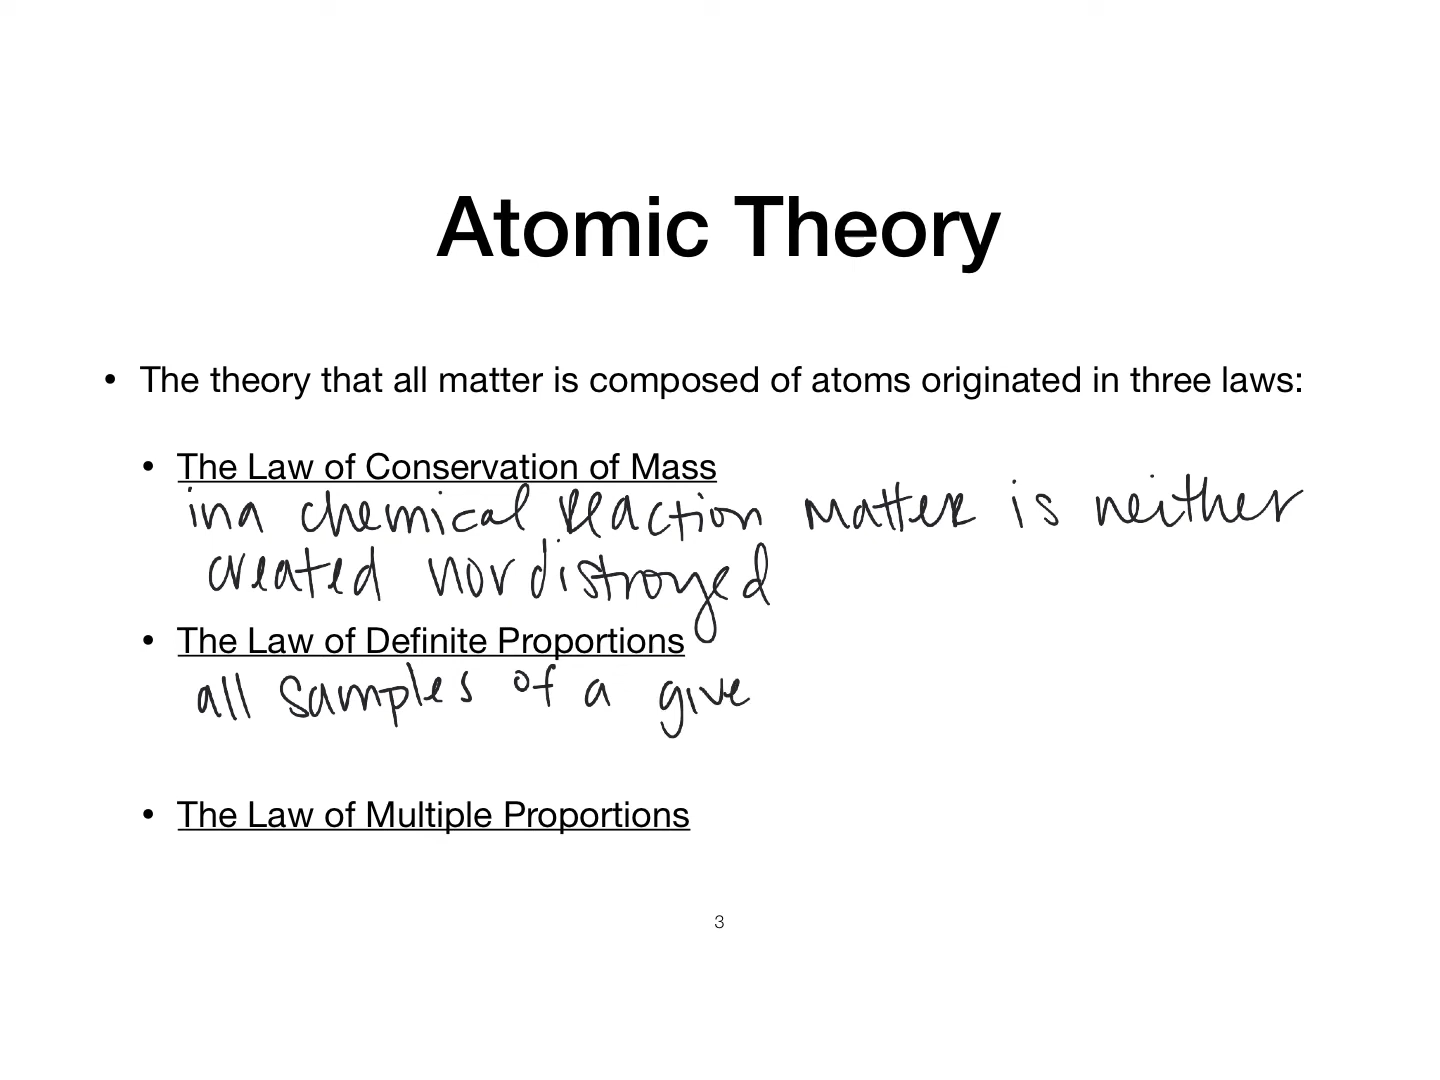 Atomic Theory
• The theory that all matter is composed of atoms originated in three laws:
• The Law of Conservation of Mass
in a chemical reaction matter is neither
created nor distroyed
• The Law of Definite Proportions
all samples of a give
• The Law of Multiple Proportions
3